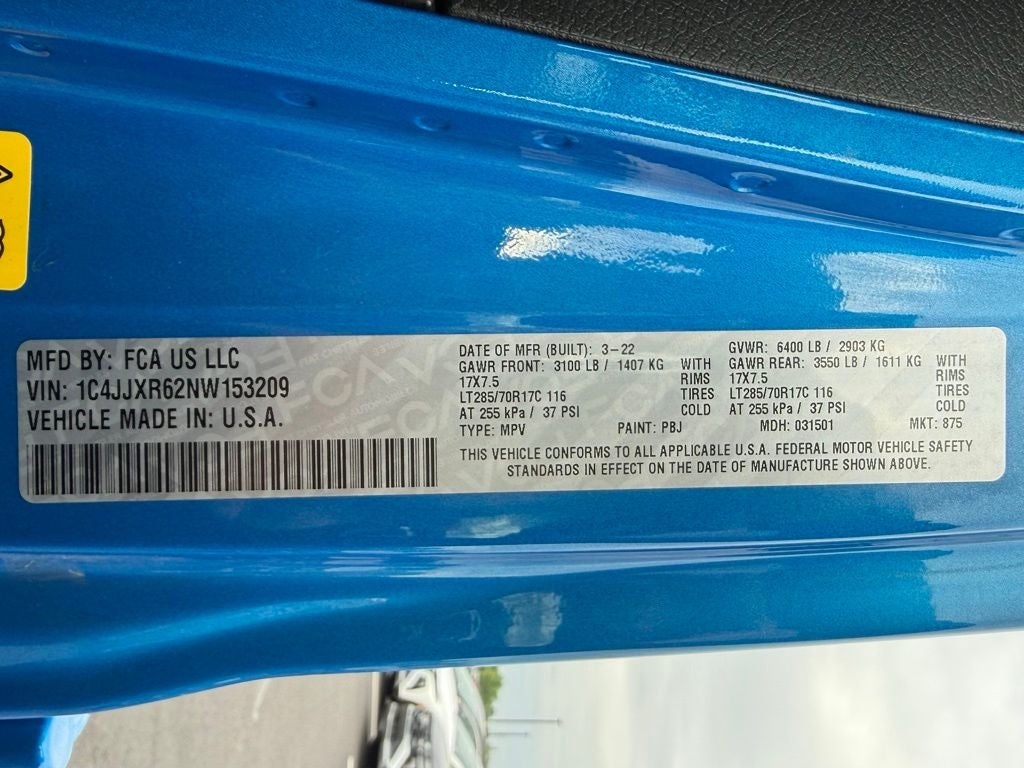 MFD BY: FCA US LLC
VIN: 1C4JJXR62NW153209
VEHICLE MADE IN: U.S.A.
DATE OF MFR (BUILT): 3-22
GAWR FRONT: 3100 LB / 1407 KG WITH
17X7.5 RIMS
LT285/70R17C 116 TIRES
AT 255 kPa / 37 PSI COLD
TYPE: MPV PAINT: PBJ
GVWR: 6400 LB / 2903 KG
GAWR REAR: 3550 LB / 1611 KG WITH
17X7.5 RIMS
LT285/70R17C 116 TIRES
AT 255 kPa / 37 PSI COLD
MDH: 031501 MKT: 875
THIS VEHICLE CONFORMS TO ALL APPLICABLE U.S.A. FEDERAL MOTOR VEHICLE SAFETY
STANDARDS IN EFFECT ON THE DATE OF MANUFACTURE SHOWN ABOVE.